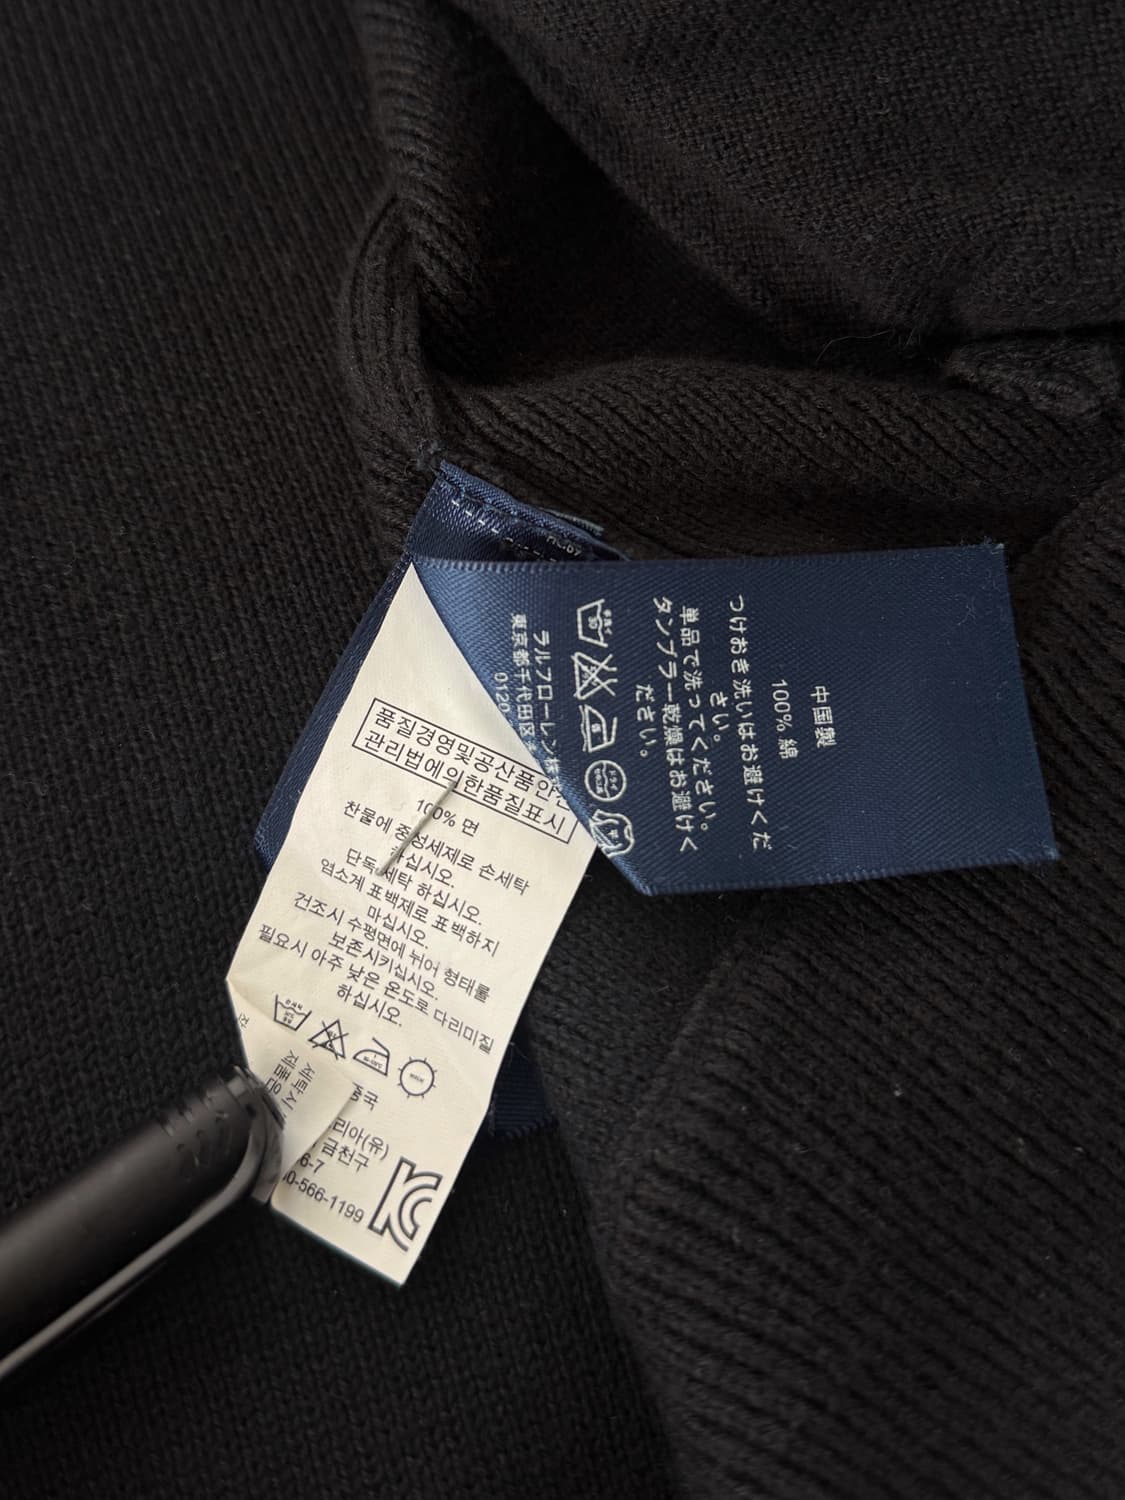 中国製
100% 綿
つけおき洗いはお避けくだ
さい。
単品で洗ってください。
タンブラー乾燥はお避けく
ださい。
ラルフローレン株
東京都千代田区
0120
품질경영및공산품안전
관리법에의한품질표시
100% 면
찬물에 중성세제로 손세탁
하십시오.
단독 세탁 하십시오.
염소계 표백제로 표백하지
마십시오.
건조시 수평면에 뉘어 형태를
보존시키십시오.
필요시 아주 낮은 온도로 다리미질
하십시오.
중국
리아(유)
금천구
6-7
0-566-1199